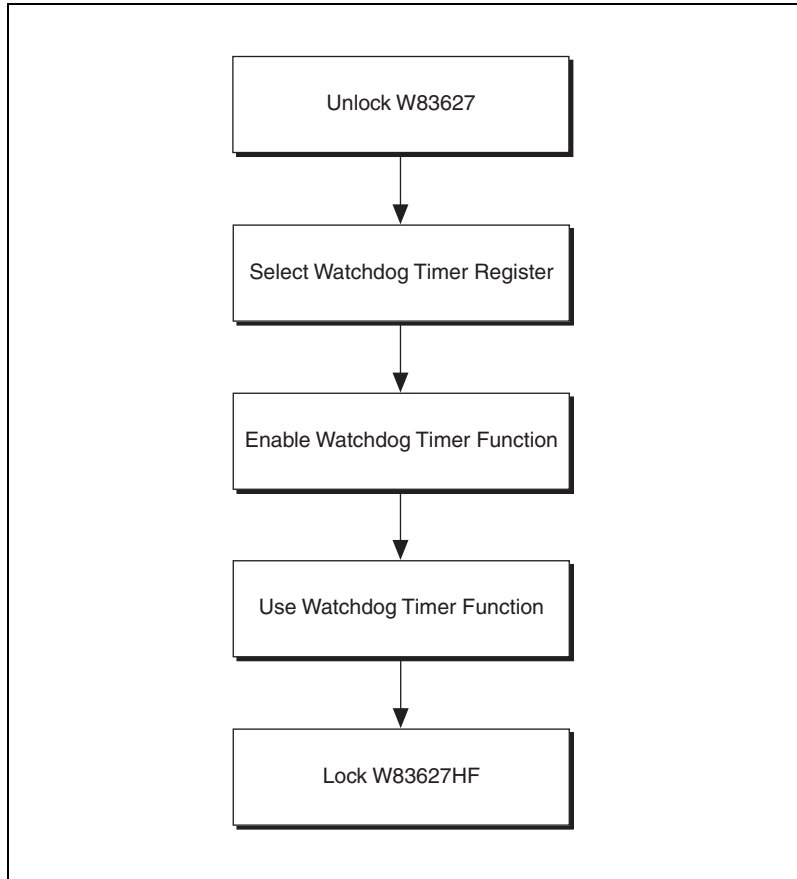 Unlock W83627
Select Watchdog Timer Register
Enable Watchdog Timer Function
Use Watchdog Timer Function
Lock W83627HF